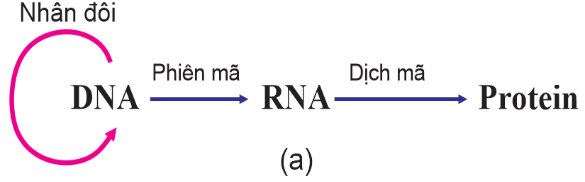 Nhân đôi
Phiên mã
Dịch mã
DNA
RNA
Protein
(a)